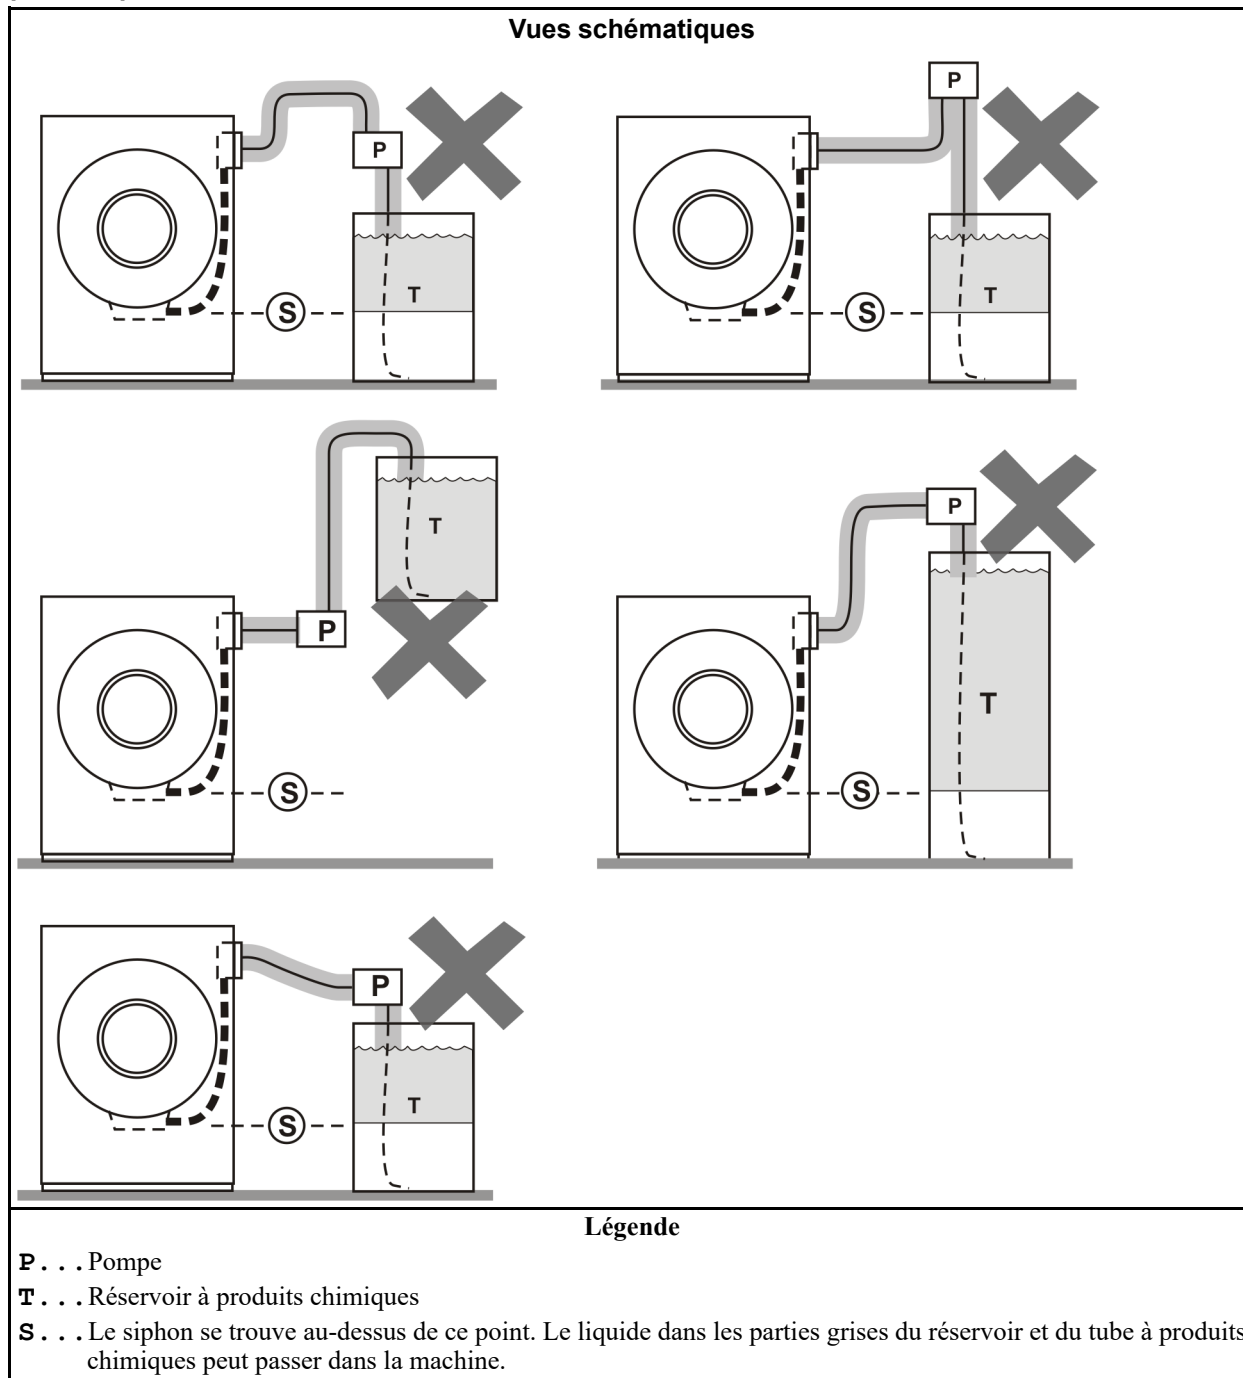 Vues schématiques
P
P
T
S
T
S
T
P
P
T
S
S
P
T
S
Légende
P...Pompe
T...Réservoir à produits chimiques
S...Le siphon se trouve au-dessus de ce point. Le liquide dans les parties grises du réservoir et du tube à produits
chimiques peut passer dans la machine.